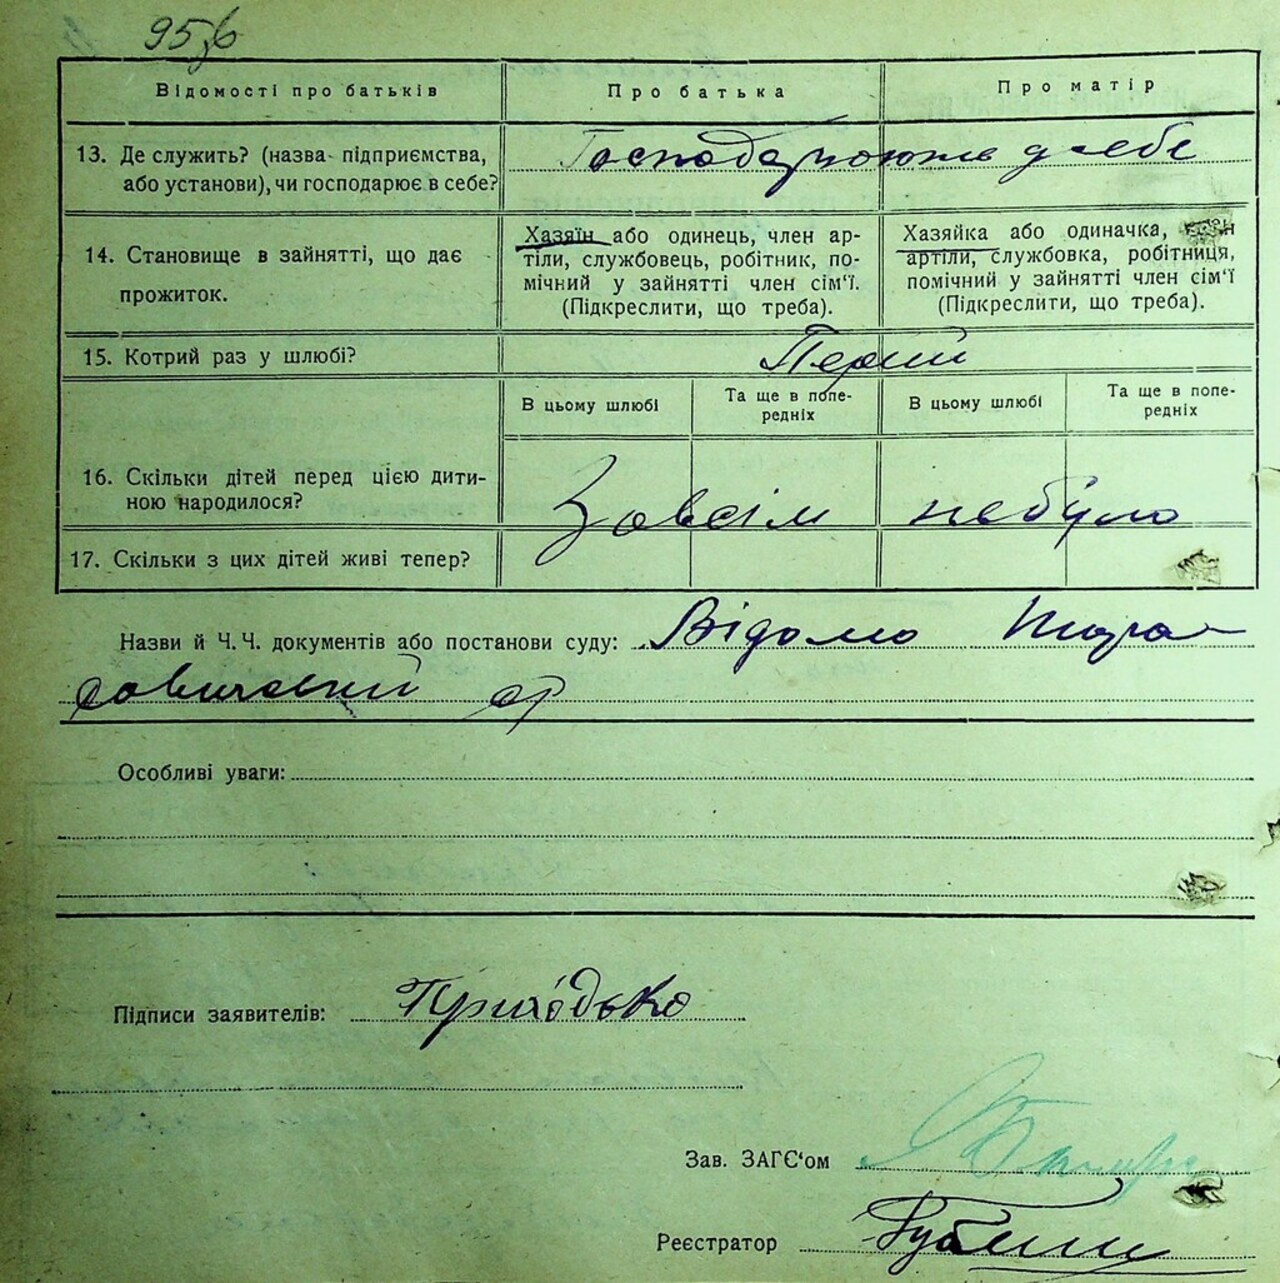 95зв
Відомості про батьків Про батька Про матір
13. Де служить? (назва підприємства, або установи), чи господарює в себе? Господарюють у себе
14. Становище в зайнятті, що дає прожиток.
Хазяїн або одинець, член ар-
тіли, службовець, робітник, по-
мічний у зайнятті член сім'ї.
(Підкреслити, що треба).
Хазяйка або одиначка, член
артіли, службовка, робітниця,
помічний у зайнятті член сім'ї
(Підкреслити, що треба).
15. Котрий раз у шлюбі? Перший
В цьому шлюбі Та ще в попе-
редніх В цьому шлюбі Та ще в попе-
редніх
16. Скільки дітей перед цією дити-
ною народилося? Зовсім небуло
17. Скільки з цих дітей живі тепер?
Назви й Ч. Ч. документів або постанови суду: Відомо
Особливі уваги:
Підписи заявителів:
Зав. ЗАГС'ом
Реєстратор